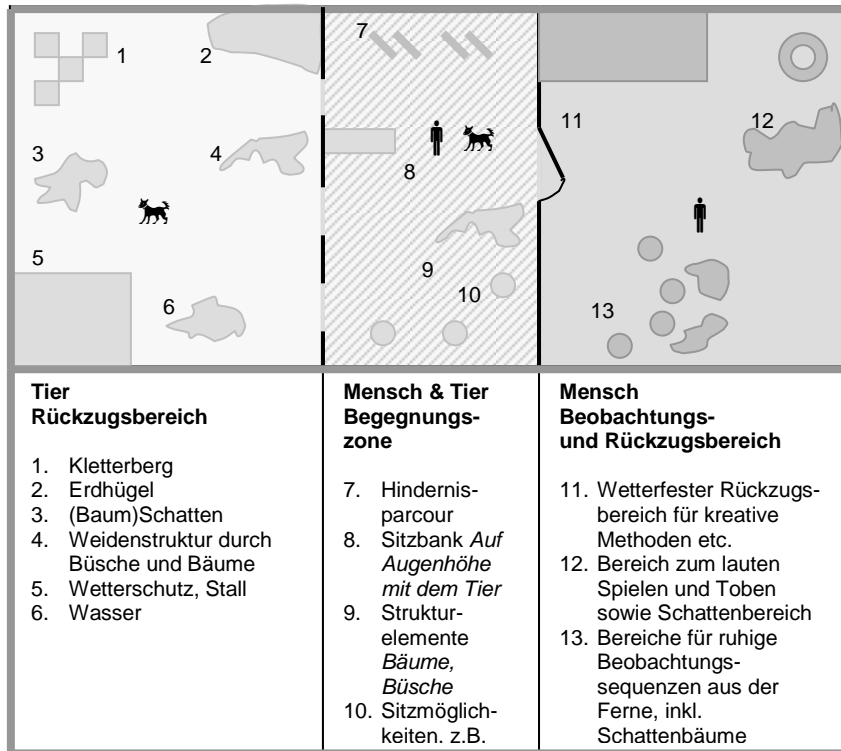 1
2
7
11
12
3
4
8
5
9
10
6
13
Tier
Rückzugsbereich
1. Kletterberg
2. Erdhügel
3. (Baum)Schatten
4. Weidenstruktur durch
Büsche und Bäume
5. Wetterschutz, Stall
6. Wasser
Mensch & Tier
Begegnungs-
zone
7. Hindernis-
parcour
8. Sitzbank Auf
Augenhöhe
mit dem Tier
9. Struktur-
elemente
Bäume,
Büsche
10. Sitzmöglich-
keiten. z.B.
Mensch
Beobachtungs-
und Rückzugsbereich
11. Wetterfester Rückzugs-
bereich für kreative
Methoden etc.
12. Bereich zum lauten
Spielen und Toben
sowie Schattenbereich
13. Bereiche für ruhige
Beobachtungs-
sequenzen aus der
Ferne, inkl.
Schattenbäume